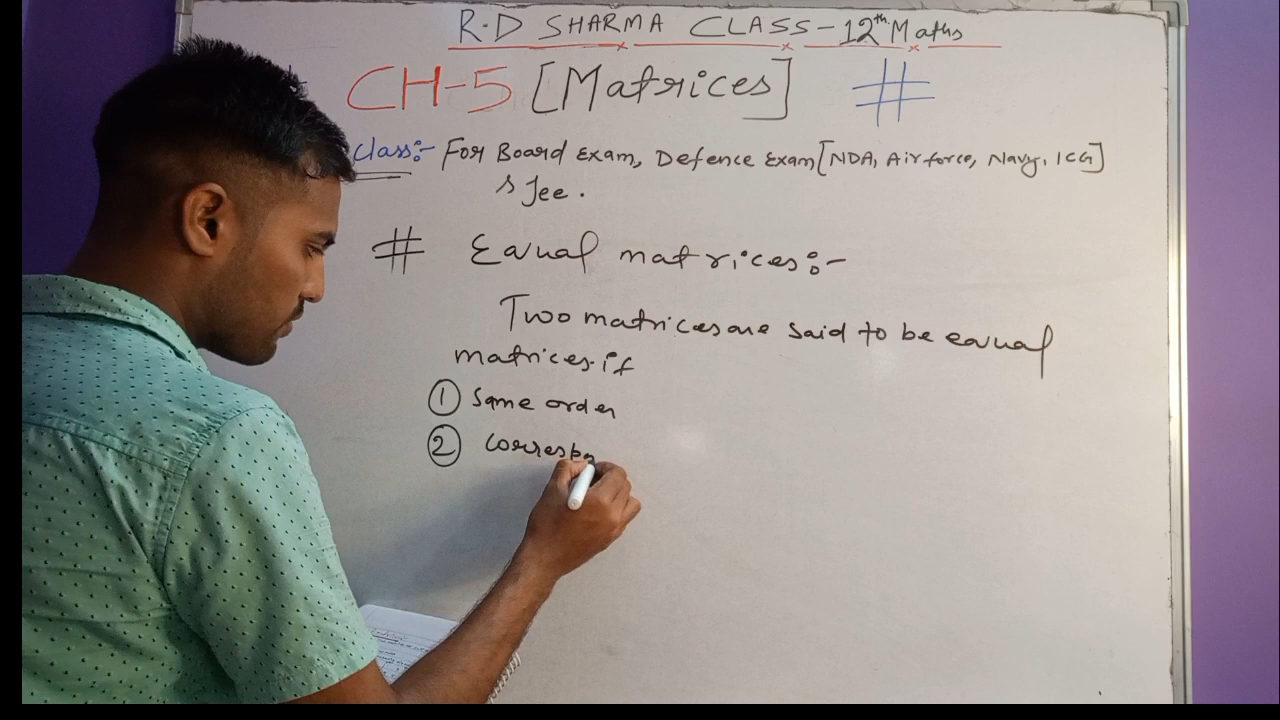 R.D SHARMA CLASS-12th Maths
CH-5 [Matrices] #
class:- For Board Exam, Defence Exam [NDA, Airforce, Navy, ICG]
& Jee.
# Equal matrices:-
Two matrices are said to be equal
matrices if
① Same order
② Correspo